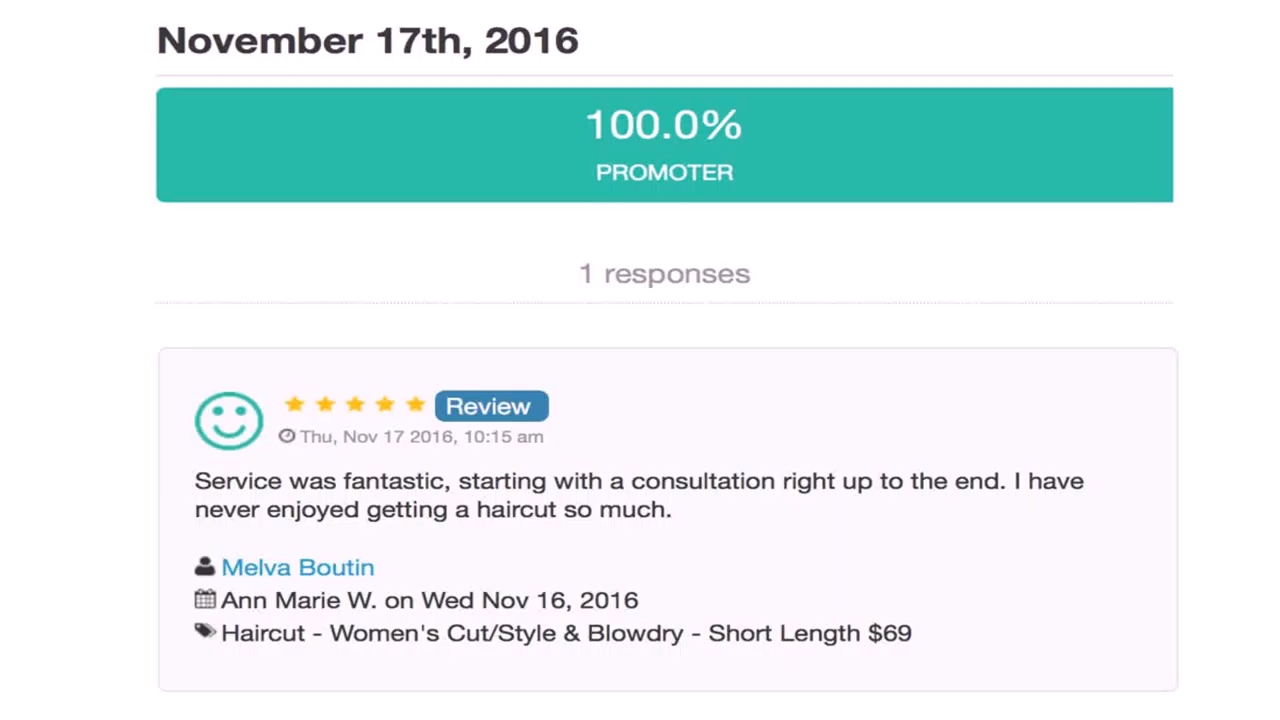 November 17th, 2016
100.0%
PROMOTER
1 responses
Review
Thu, Nov 17 2016, 10:15 am
Service was fantastic, starting with a consultation right up to the end. I have
never enjoyed getting a haircut so much.
Melva Boutin
Ann Marie W. on Wed Nov 16, 2016
Haircut - Women's Cut/Style & Blowdry - Short Length $69